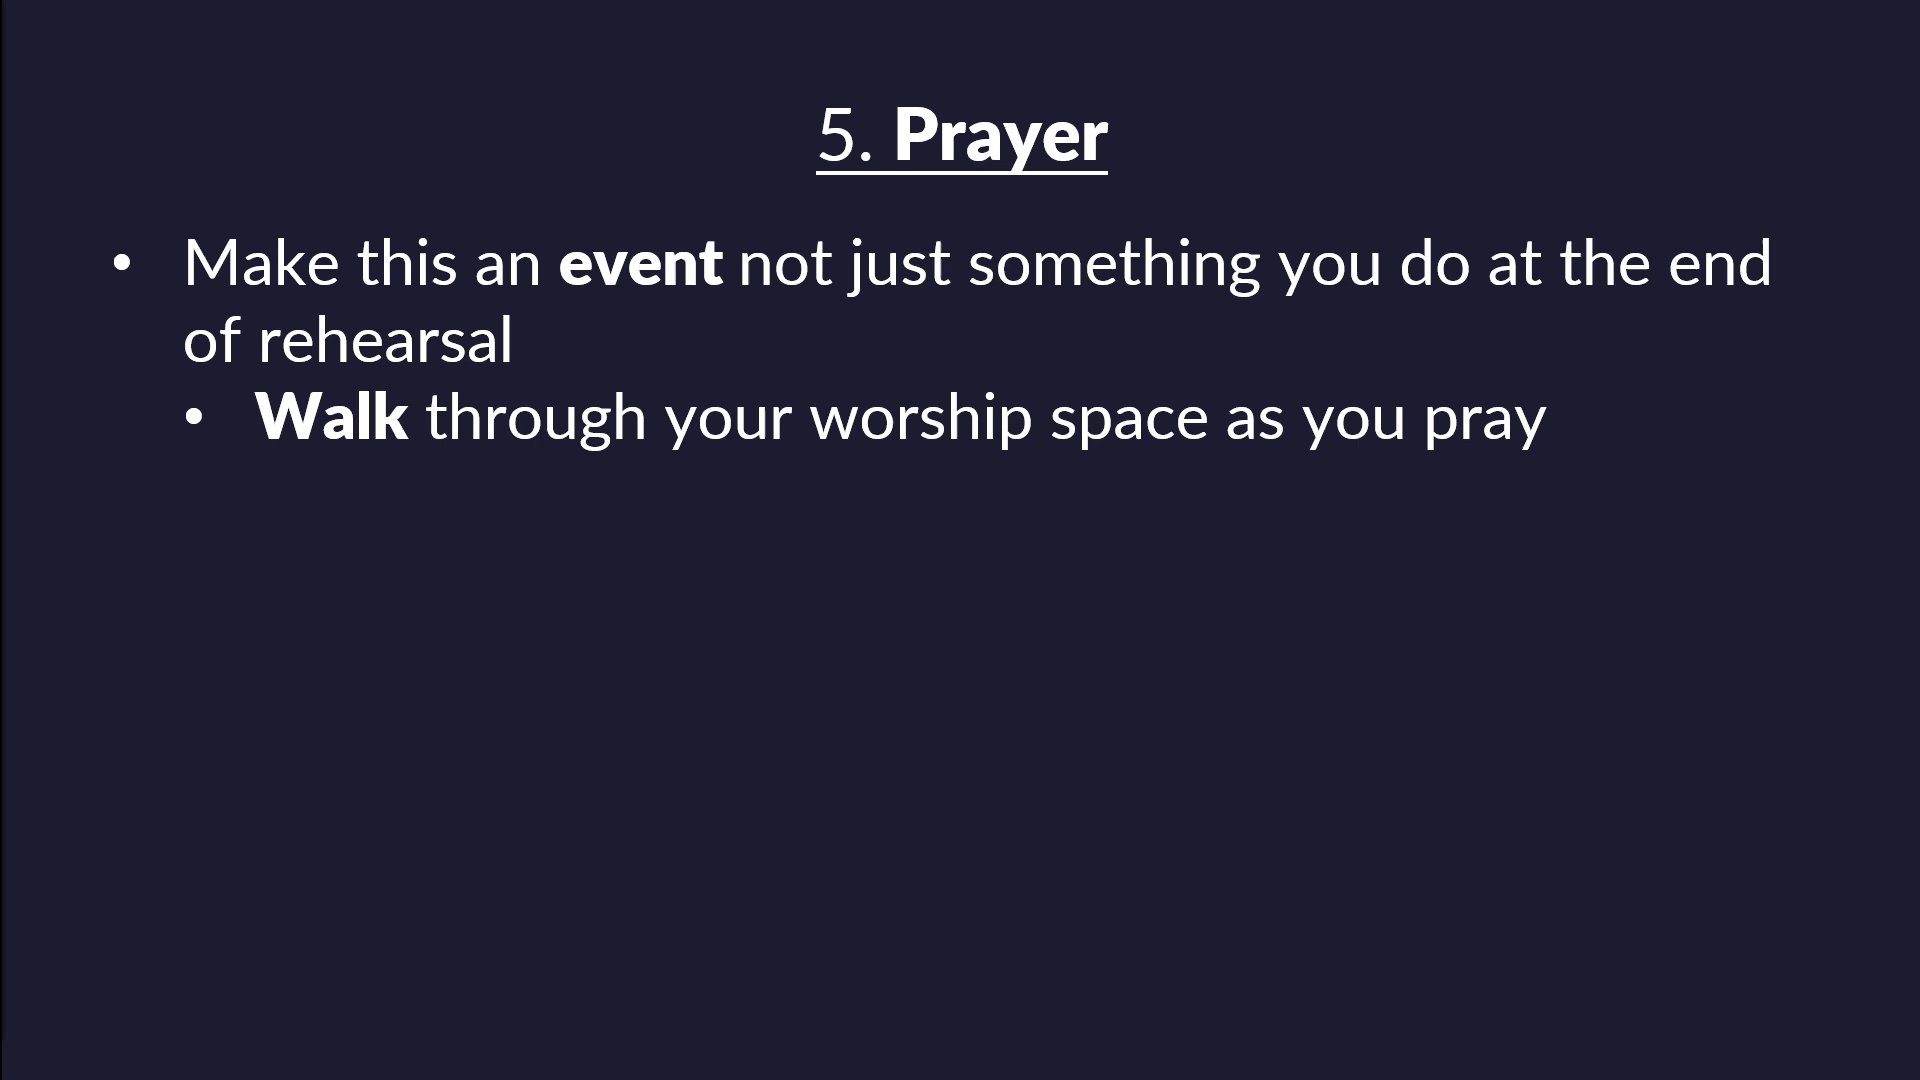 5. Prayer
• Make this an event not just something you do at the end
of rehearsal
• Walk through your worship space as you pray